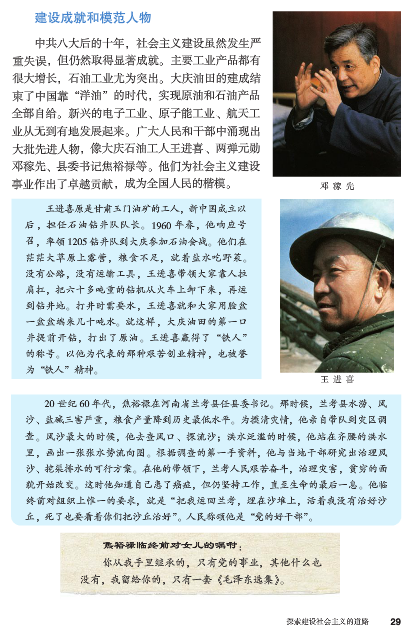 建设成就和模范人物
中共八大后的十年，社会主义建设虽然发生严
重失误，但仍然取得显著成就。主要工业产品都有
很大增长，石油工业尤为突出。大庆油田的建成结
束了中国靠“洋油”的时代，实现原油和石油产品
全部自给。新兴的电子工业、原子能工业、航天工
业从无到有地发展起来。广大人民和干部中涌现出
大批先进人物，像大庆石油工人王进喜、两弹元勋
邓稼先、县委书记焦裕禄等。他们为社会主义建设
事业作出了卓越贡献，成为全国人民的楷模。
邓稼先
王进喜原是甘肃玉门油矿的工人，新中国成立以
后，担任石油钻井队队长。1960年春，他响应号
召，率领1205钻井队到大庆参加石油会战。他们在
茫茫大草原上露营，粮食不足，就着盐水吃野菜。
没有公路，没有运输工具，王进喜带领大家靠人拉
肩扛，把六十多吨重的钻机从火车上卸下来，再运
到钻井地。打井时需要水，王进喜就和大家用脸盆
一盆盆端来几十吨水。就这样，大庆油田的第一口
井提前开钻，打出了原油。王进喜赢得了“铁人”
的称号。以他为代表的那种艰苦创业精神，也被誉
为“铁人”精神。
王进喜
20世纪60年代，焦裕禄在河南省兰考县任县委书记。那时候，兰考县水涝、风
沙、盐碱三害严重，粮食产量降到历史最低水平。为摸清灾情，他亲自带队到灾区调
查。风沙最大的时候，他去查风口、探流沙；洪水泛滥的时候，他站在齐腰的洪水
里，画出一张张水势流向图。根据调查的第一手资料，他与当地干部研究出治理风
沙、挖渠排水的可行方案。在他的带领下，兰考人民艰苦奋斗，治理灾害，贫穷的面
貌开始改变。这时他知道自己患了癌症，但仍坚持工作，直至生命的最后一息。他临
终前对组织上惟一的要求，就是“把我运回兰考，埋在沙堆上，活着我没有治好沙
丘，死了也要看着你们把沙丘治好”。人民称颂他是“党的好干部”。
焦裕禄临终前对女儿的嘱咐：
你从我手里继承的，只有党的事业，其他什么也
没有，我留给你的，只有一套《毛泽东选集》。
探索建设社会主义的道路 29